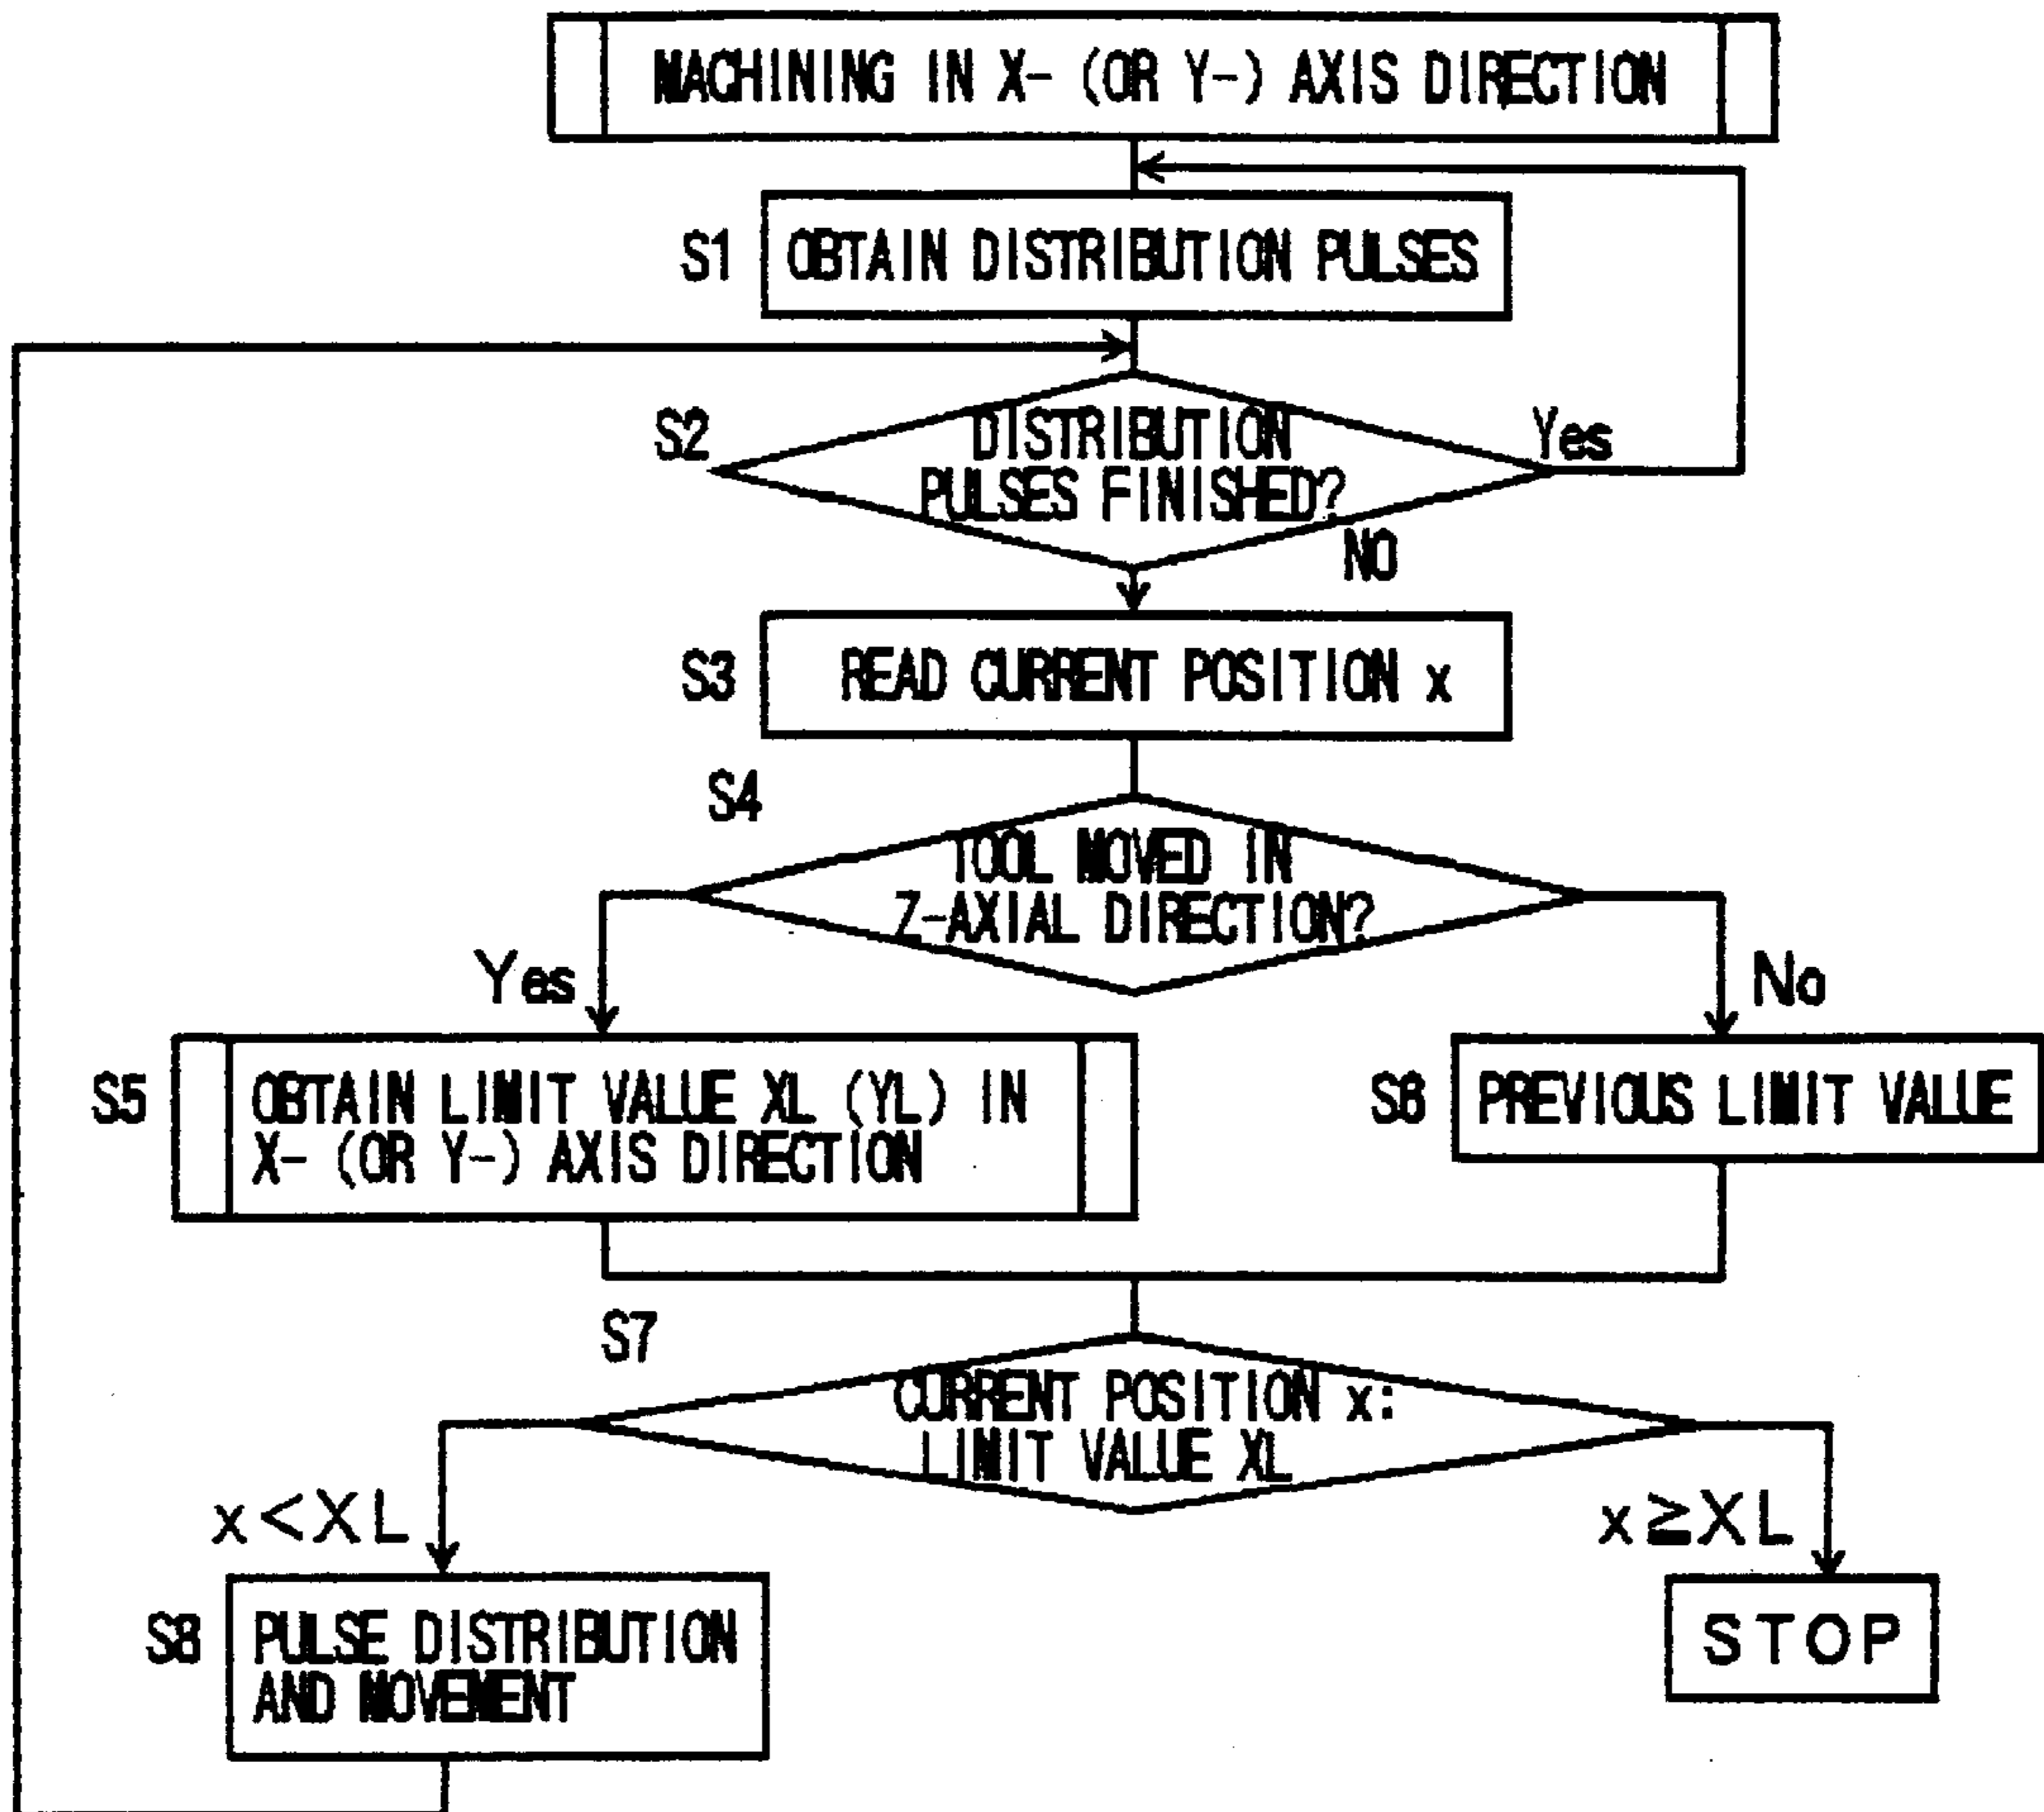 MACHINING IN X- (OR Y-) AXIS DIRECTION
S1
OBTAIN DISTRIBUTION PULSES
S2
DISTRIBUTION
PULSES FINISHED?
Yes
NO
S3
READ CURRENT POSITION x
S4
TOOL MOVED IN
Z-AXIAL DIRECTION?
Yes
No
S5
OBTAIN LIMIT VALUE XL (YL) IN
X- (OR Y-) AXIS DIRECTION
S6
PREVIOUS LIMIT VALUE
S7
CURRENT POSITION x:
LIMIT VALUE XL
x<XL
x≧XL
S8
PULSE DISTRIBUTION
AND MOVEMENT
STOP